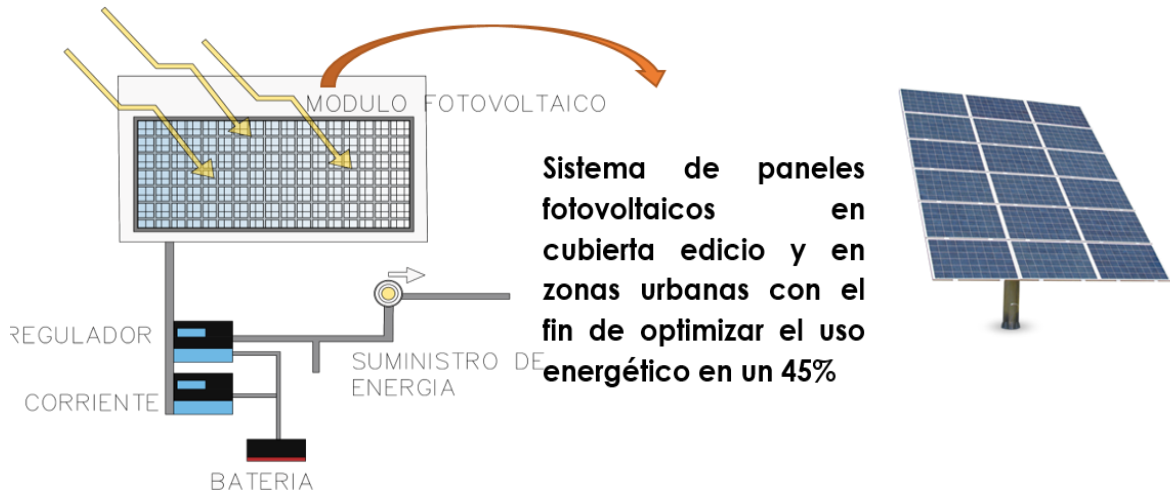 MODULO FOTOVOLTAICO
Sistema de paneles
fotovoltaicos en
cubierta edicio y en
zonas urbanas con el
fin de optimizar el uso
energético en un 45%
REGULADOR
SUMINISTRO DE
ENERGIA
CORRIENTE
BATERIA